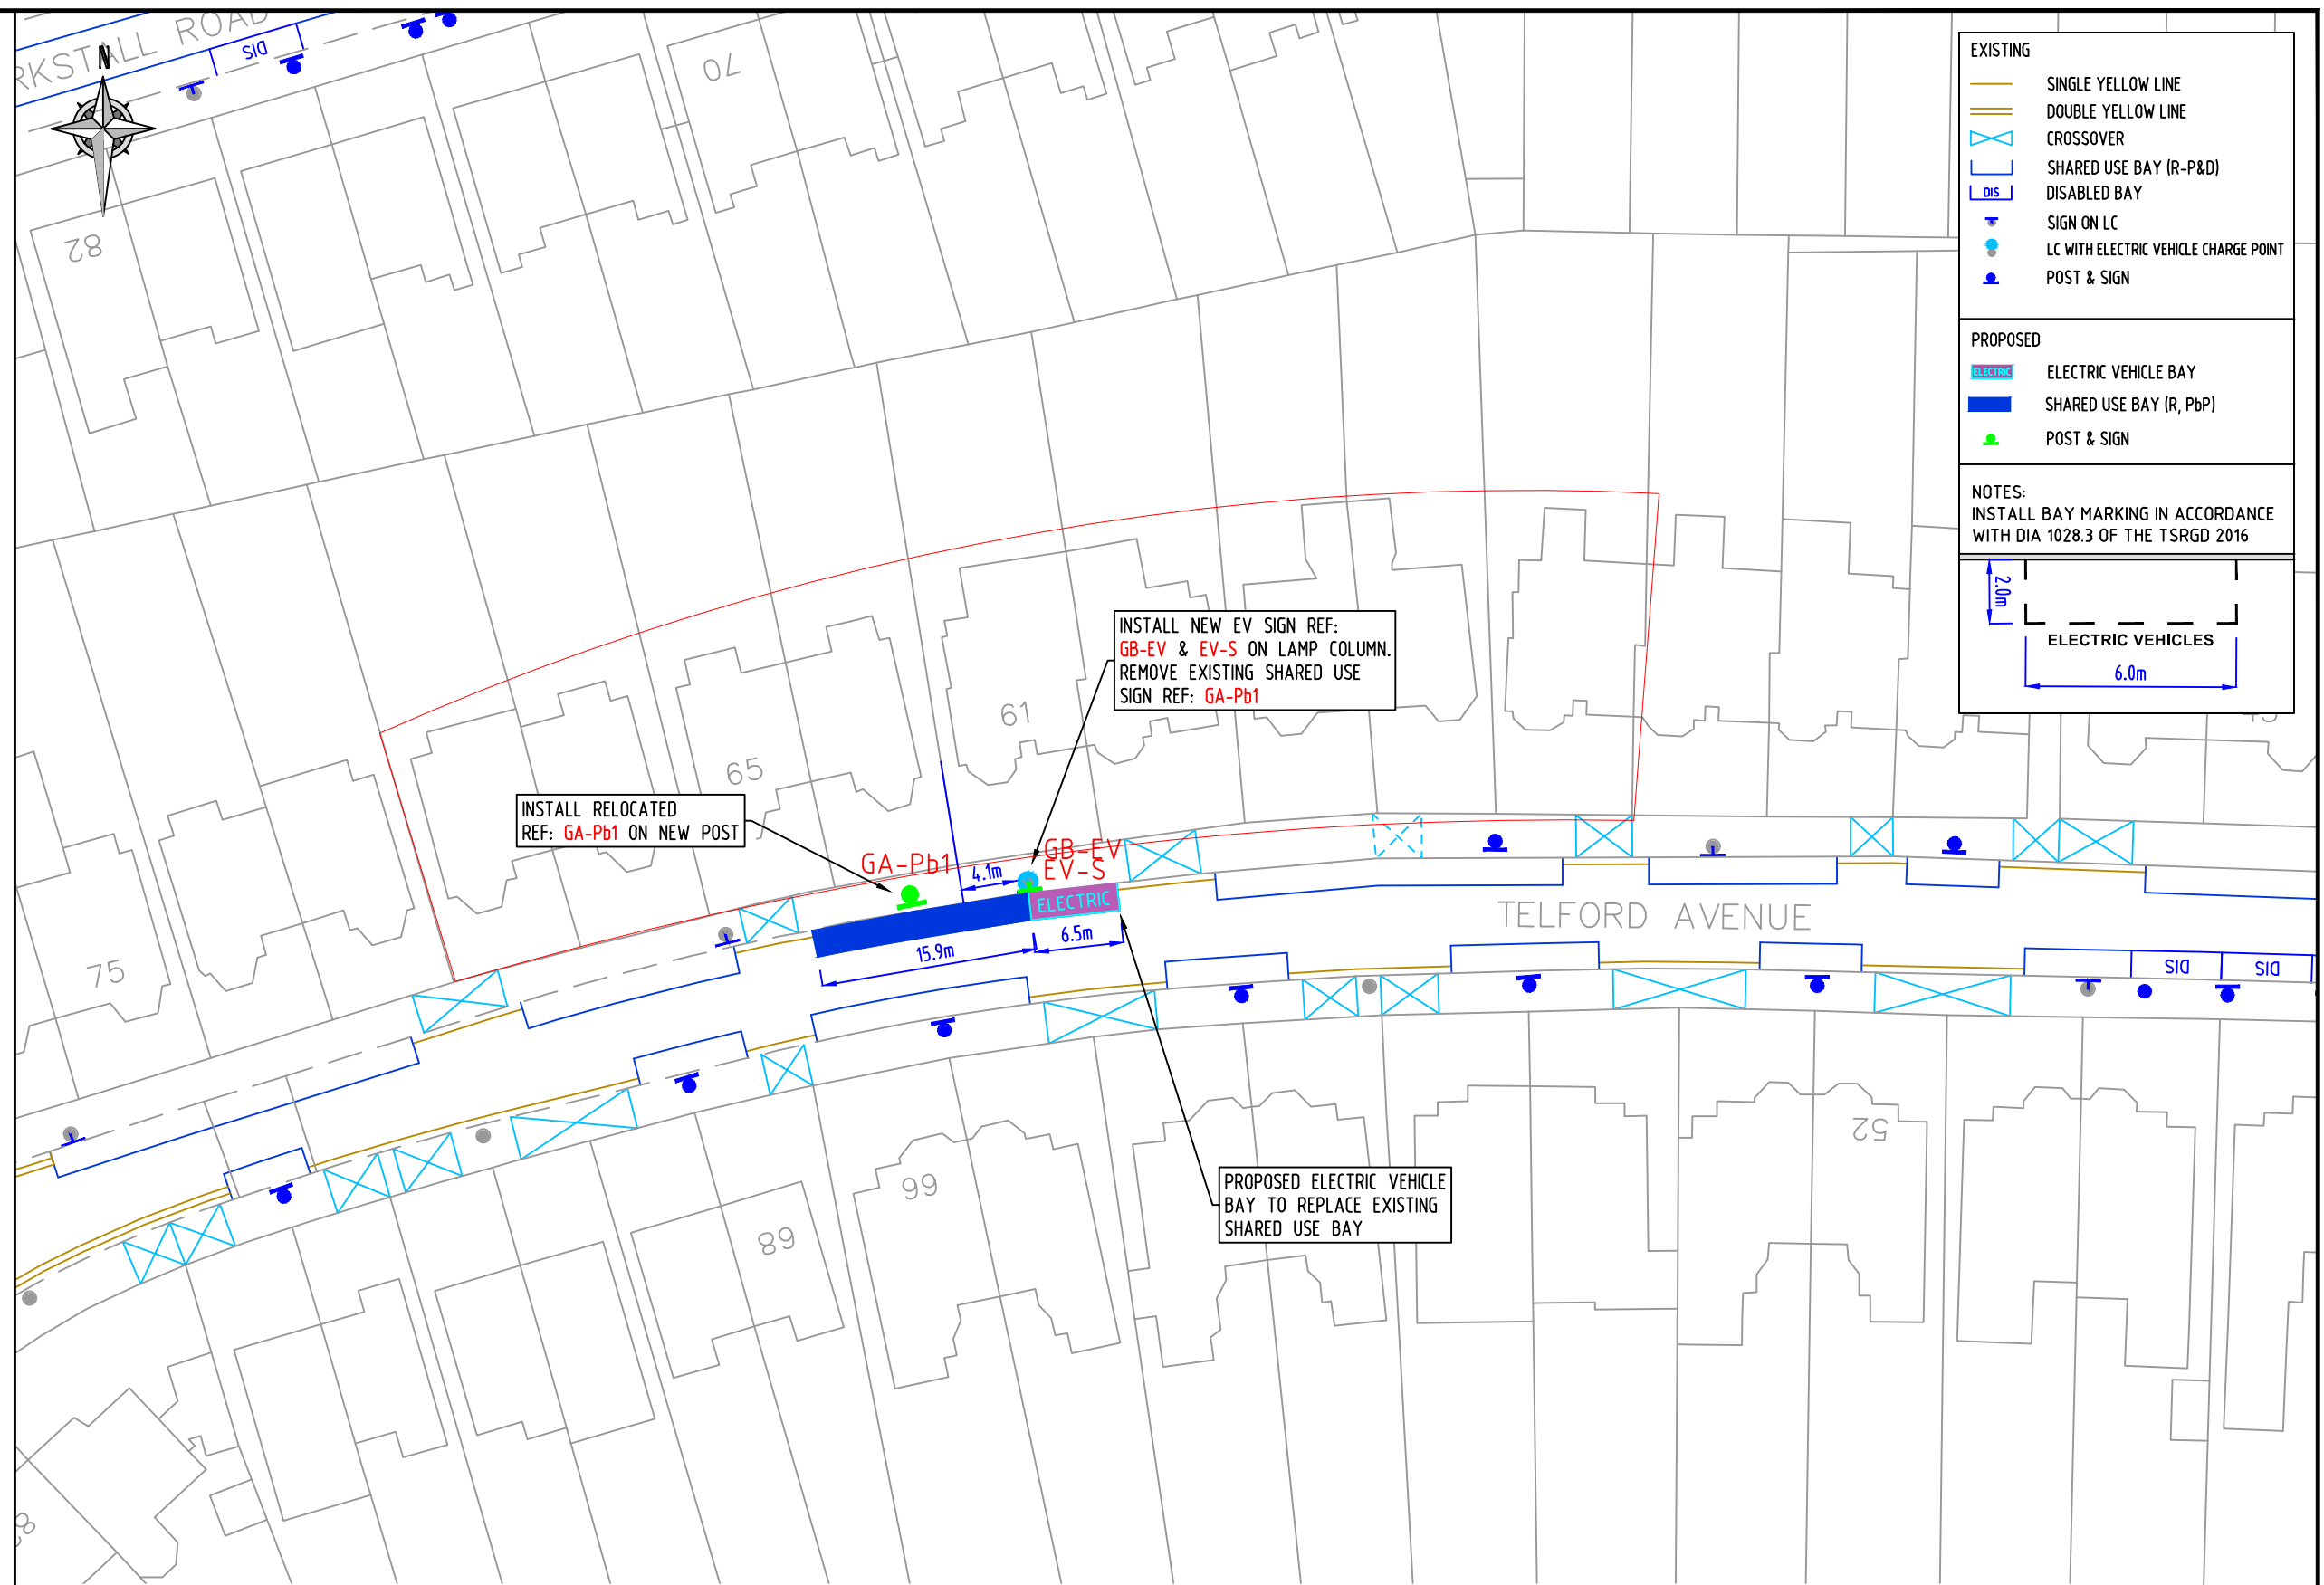 RKSTALL ROAD
N
DIS
82
70
EXISTING
SINGLE YELLOW LINE
DOUBLE YELLOW LINE
CROSSOVER
SHARED USE BAY (R-P&D)
DIS
DISABLED BAY
SIGN ON LC
LC WITH ELECTRIC VEHICLE CHARGE POINT
POST & SIGN
PROPOSED
ELECTRIC
ELECTRIC VEHICLE BAY
SHARED USE BAY (R, PbP)
POST & SIGN
NOTES:
INSTALL BAY MARKING IN ACCORDANCE
WITH DIA 1028.3 OF THE TSRGD 2016
2.0m
ELECTRIC VEHICLES
6.0m
INSTALL NEW EV SIGN REF:
GB-EV & EV-S ON LAMP COLUMN.
REMOVE EXISTING SHARED USE
SIGN REF: GA-Pb1
61
65
INSTALL RELOCATED
REF: GA-Pb1 ON NEW POST
GA-Pb1
4.1m
GB-EV
EV-S
ELECTRIC
15.9m
6.5m
TELFORD AVENUE
75
DIS
DIS
52
66
68
PROPOSED ELECTRIC VEHICLE
BAY TO REPLACE EXISTING
SHARED USE BAY